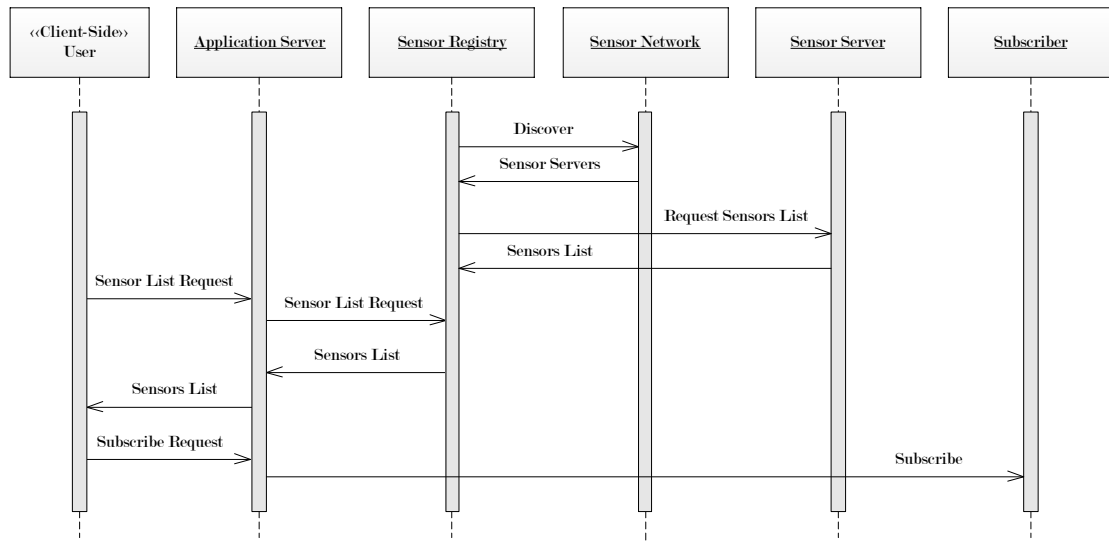 ‹‹Client-Side››
User
Application Server
Sensor Registry
Sensor Network
Sensor Server
Subscriber
Discover
Sensor Servers
Request Sensors List
Sensors List
Sensor List Request
Sensor List Request
Sensors List
Sensors List
Subscribe Request
Subscribe